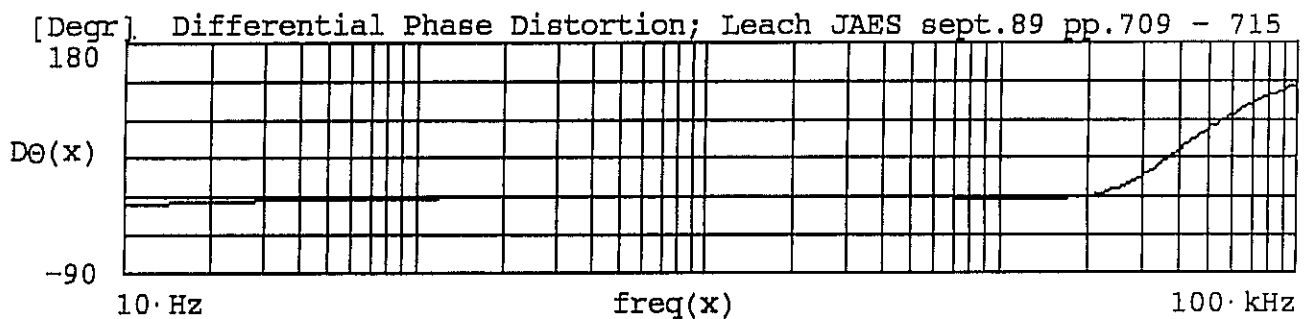 [Degr] Differential Phase Distortion; Leach JAES sept.89 pp.709 - 715
180
DΘ(x)
-90
10·Hz freq(x) 100·kHz